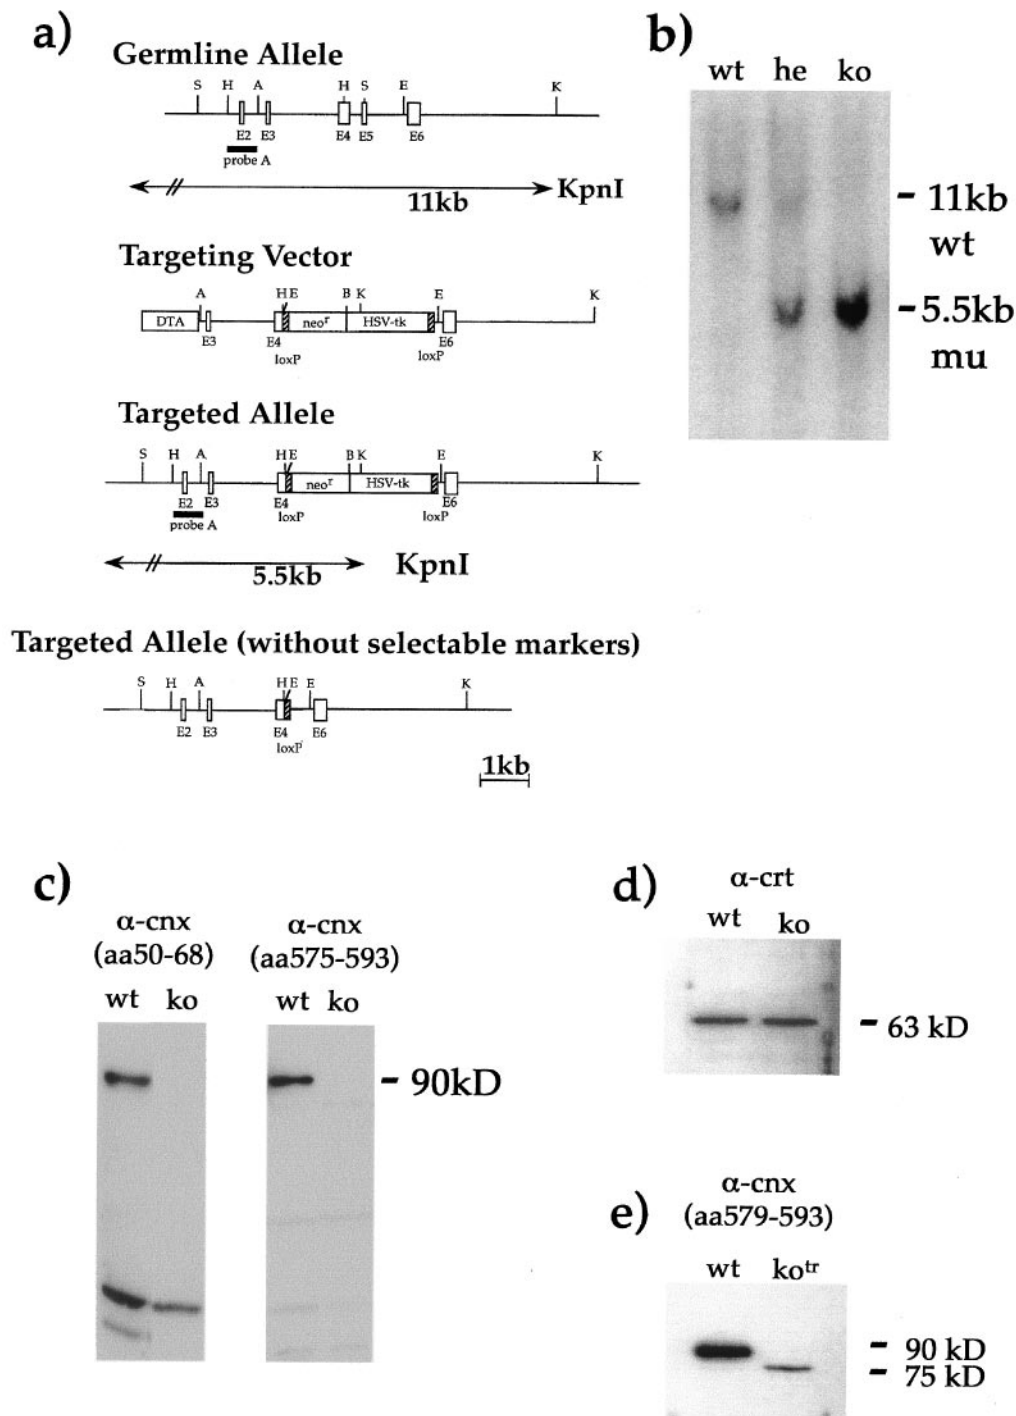 a)
Germline Allele
S H A H S E K
E2 E3 E4 E5 E6
probe A
11kb KpnI
Targeting Vector
A H E B K E K
DTA neoʳ HSV-tk
E3 E4 E6
loxP loxP
Targeted Allele
S H A H E B K E K
neoʳ HSV-tk
E2 E3 E4 E6
probe A loxP loxP
5.5kb KpnI
Targeted Allele (without selectable markers)
S H A H E E K
E2 E3 E4 E6
loxP
1kb
b)
wt he ko
- 11kb
wt
-5.5kb
mu
c)
α-cnx α-cnx
(aa50-68) (aa575-593)
wt ko wt ko
- 90kD
d)
α-crt
wt ko
- 63 kD
e)
α-cnx
(aa579-593)
wt koᵗʳ
- 90 kD
- 75 kD